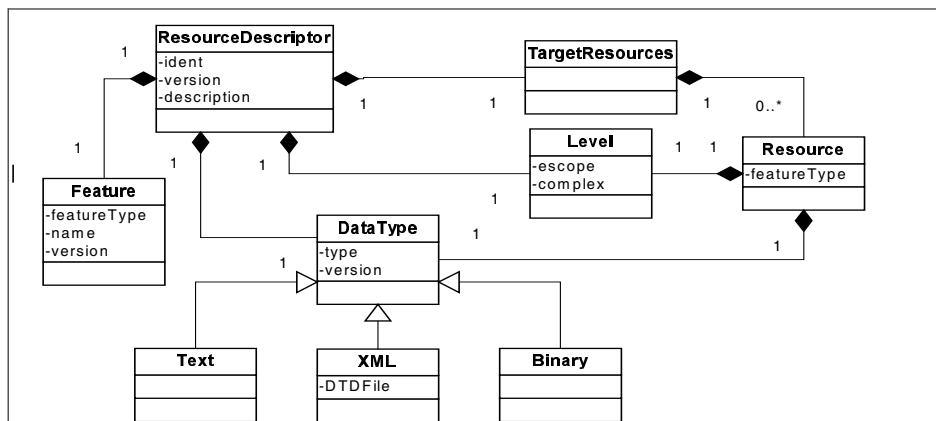 ResourceDescriptor
-ident
-version
-description
1
1
1
1
1
TargetResources
1
1
0..*
Level
-escope
-complex
1
1
1
Resource
-featureType
1
Feature
-featureType
-name
-version
DataType
-type
-version
1
1
Text
XML
-DTDFile
Binary